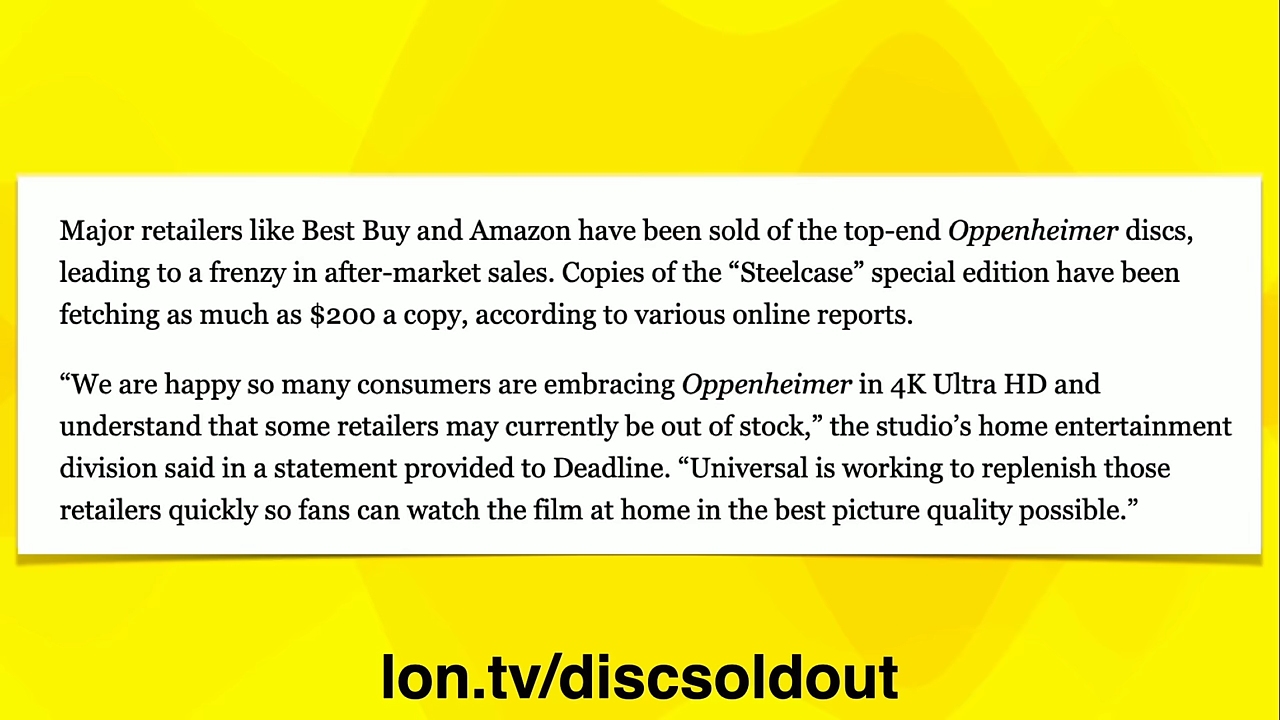 Major retailers like Best Buy and Amazon have been sold of the top-end Oppenheimer discs,
leading to a frenzy in after-market sales. Copies of the “Steelcase” special edition have been
fetching as much as $200 a copy, according to various online reports.
“We are happy so many consumers are embracing Oppenheimer in 4K Ultra HD and
understand that some retailers may currently be out of stock,” the studio’s home entertainment
division said in a statement provided to Deadline. “Universal is working to replenish those
retailers quickly so fans can watch the film at home in the best picture quality possible.”
lon.tv/discsoldout